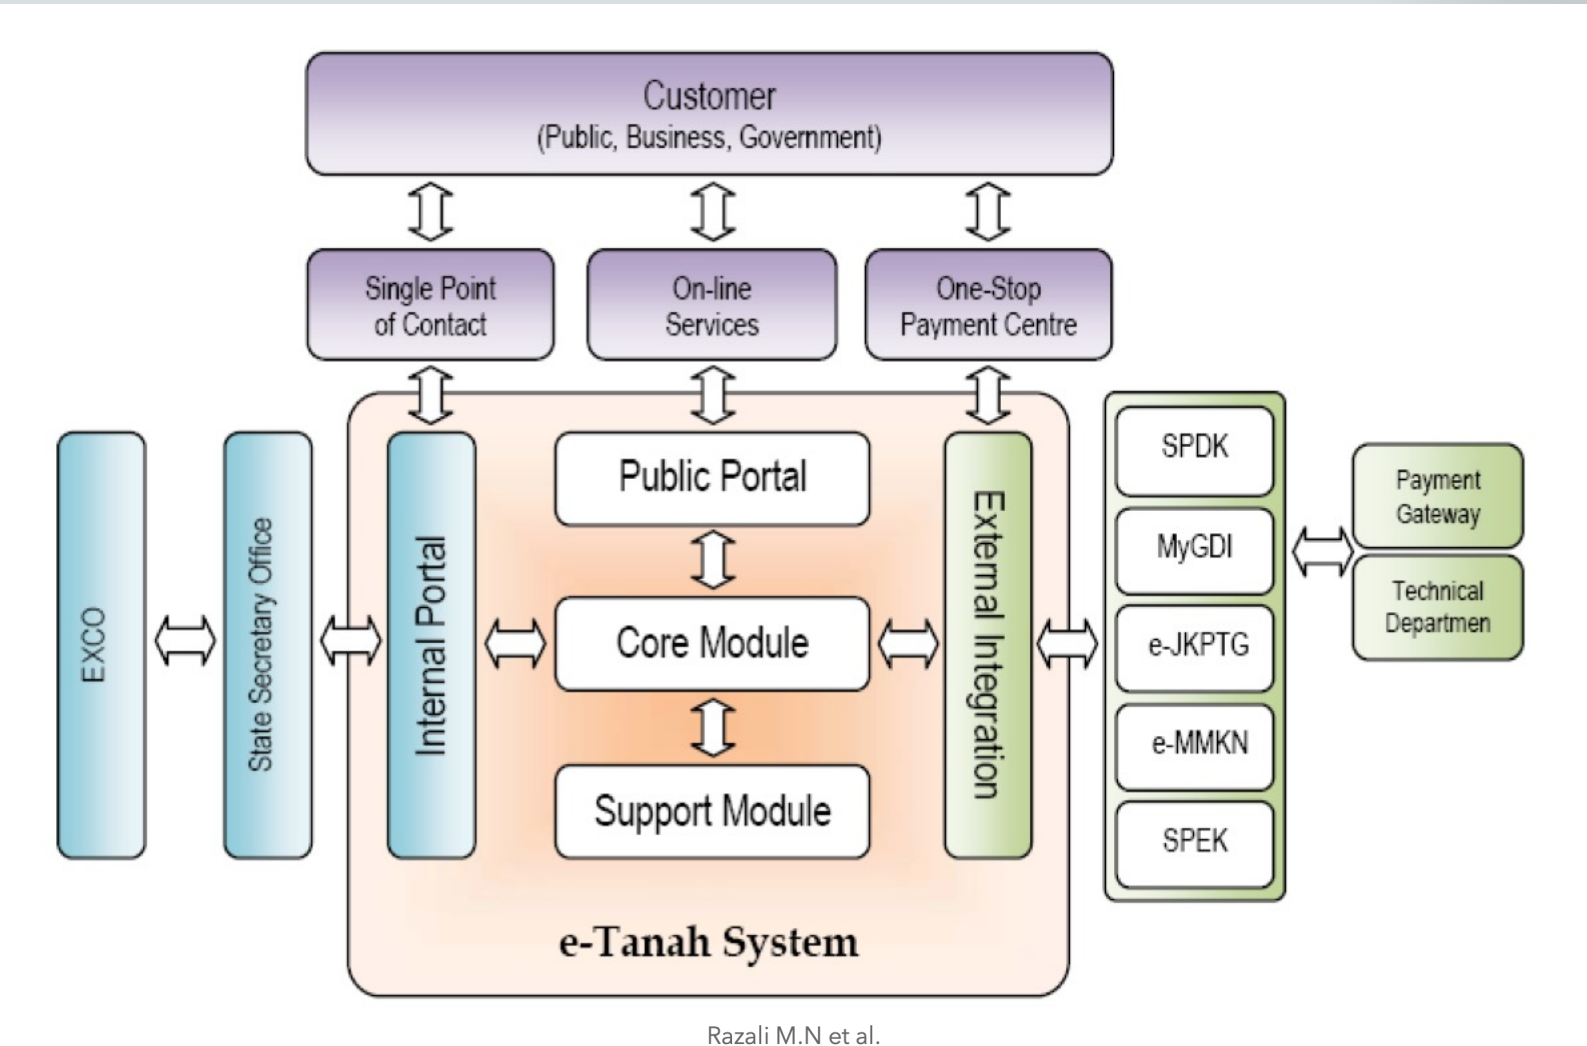 Customer
(Public, Business, Government)
Single Point
of Contact
On-line
Services
One-Stop
Payment Centre
EXCO
State Secretary Office
Internal Portal
Public Portal
Core Module
Support Module
External Integration
SPDK
MyGDI
e-JKPTG
e-MMKN
SPEK
Payment
Gateway
Technical
Departmen
e-Tanah System
Razali M.N et al.